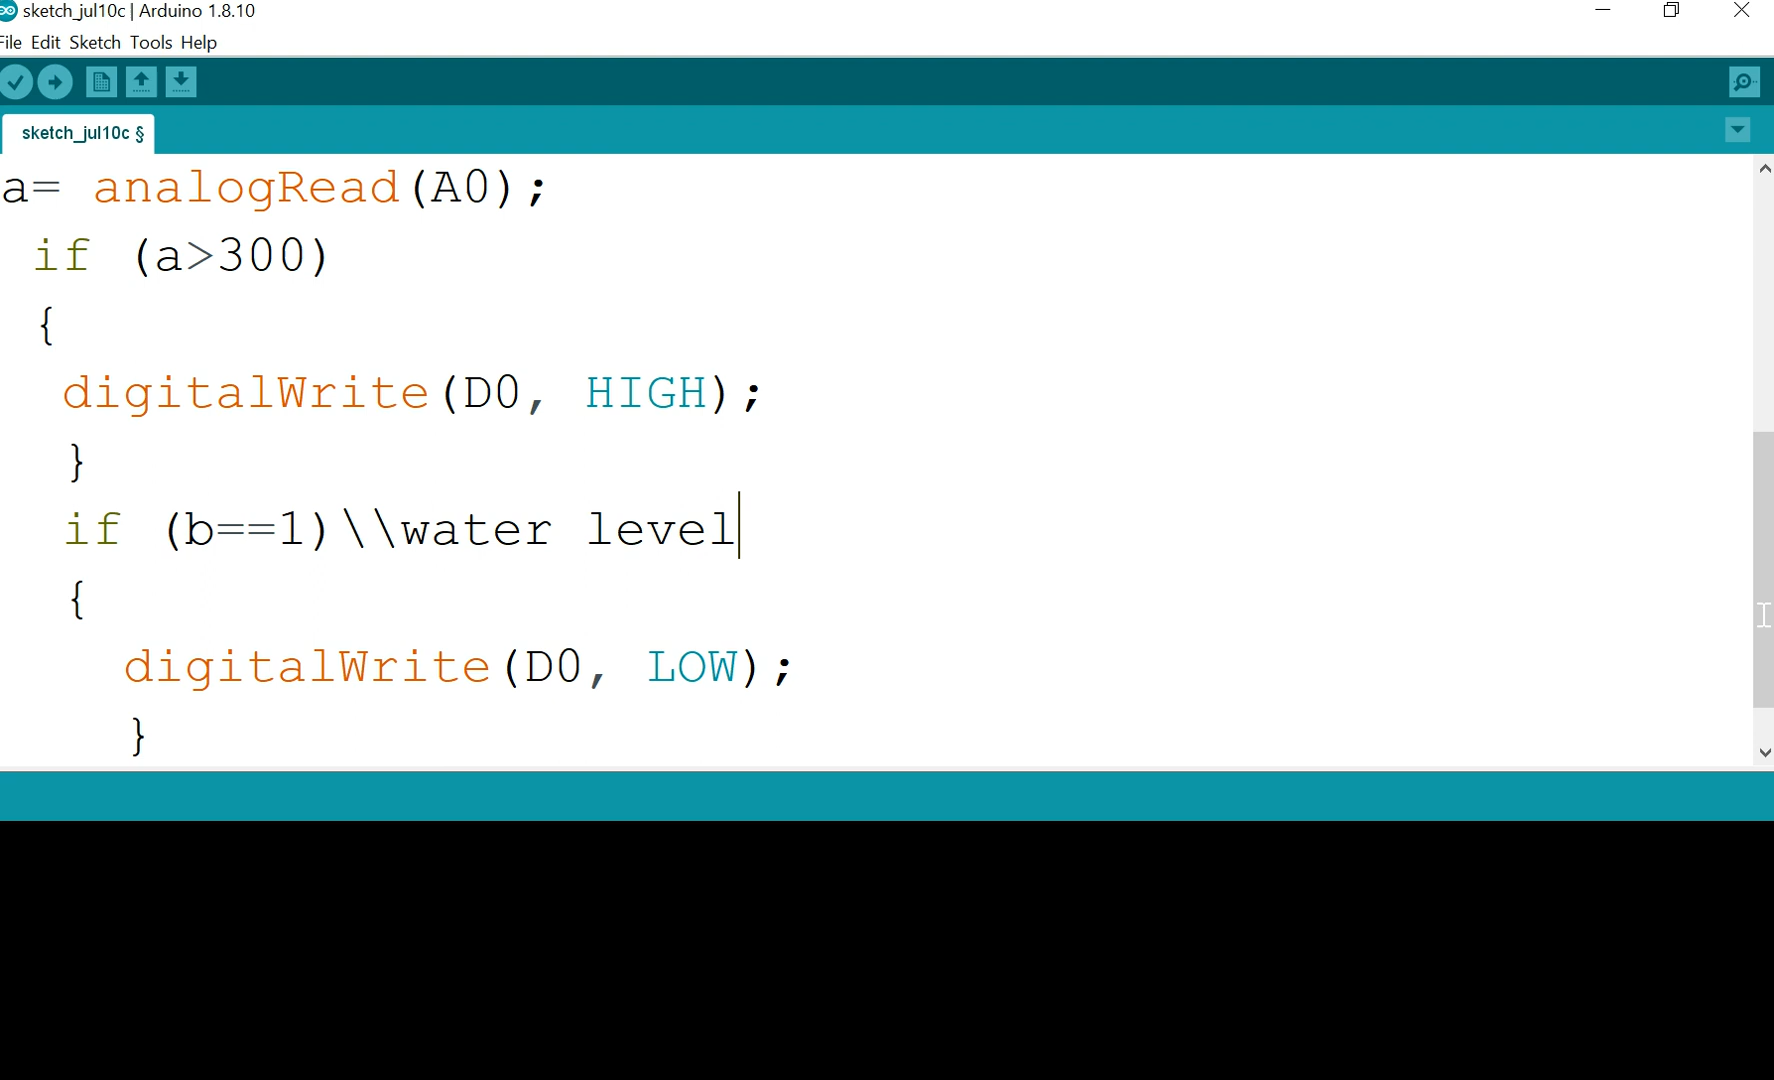 sketch_jul10c | Arduino 1.8.10
File Edit Sketch Tools Help
sketch_jul10c §
a= analogRead(A0);
if (a>300)
{
digitalWrite(D0, HIGH);
}
if (b==1)\\water level
{
digitalWrite(D0, LOW);
}